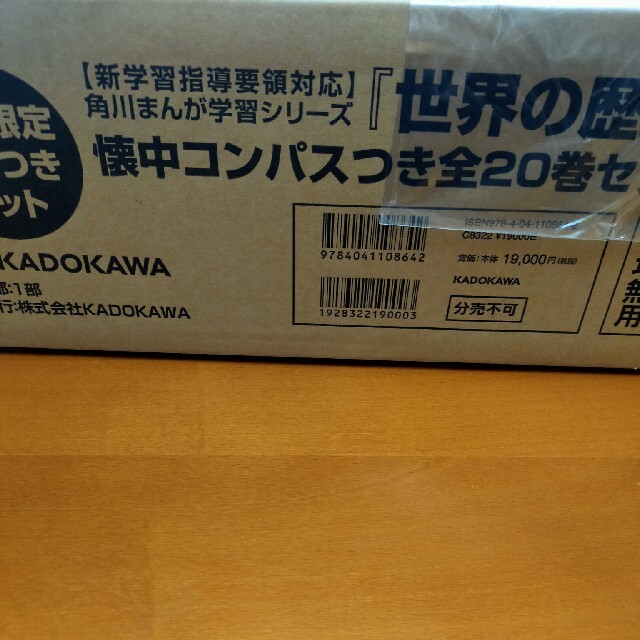 限定
つき
ット
【新学習指導要領対応】
角川まんが学習シリーズ『世界の歴
懐中コンパスつき全20巻セ
KADOKAWA
部:1部
行:株式会社KADOKAWA
9784041108642
1928322190003
C8322 ¥19000E
定価:本体 19,000円(税別)
KADOKAWA
分売不可
無
用